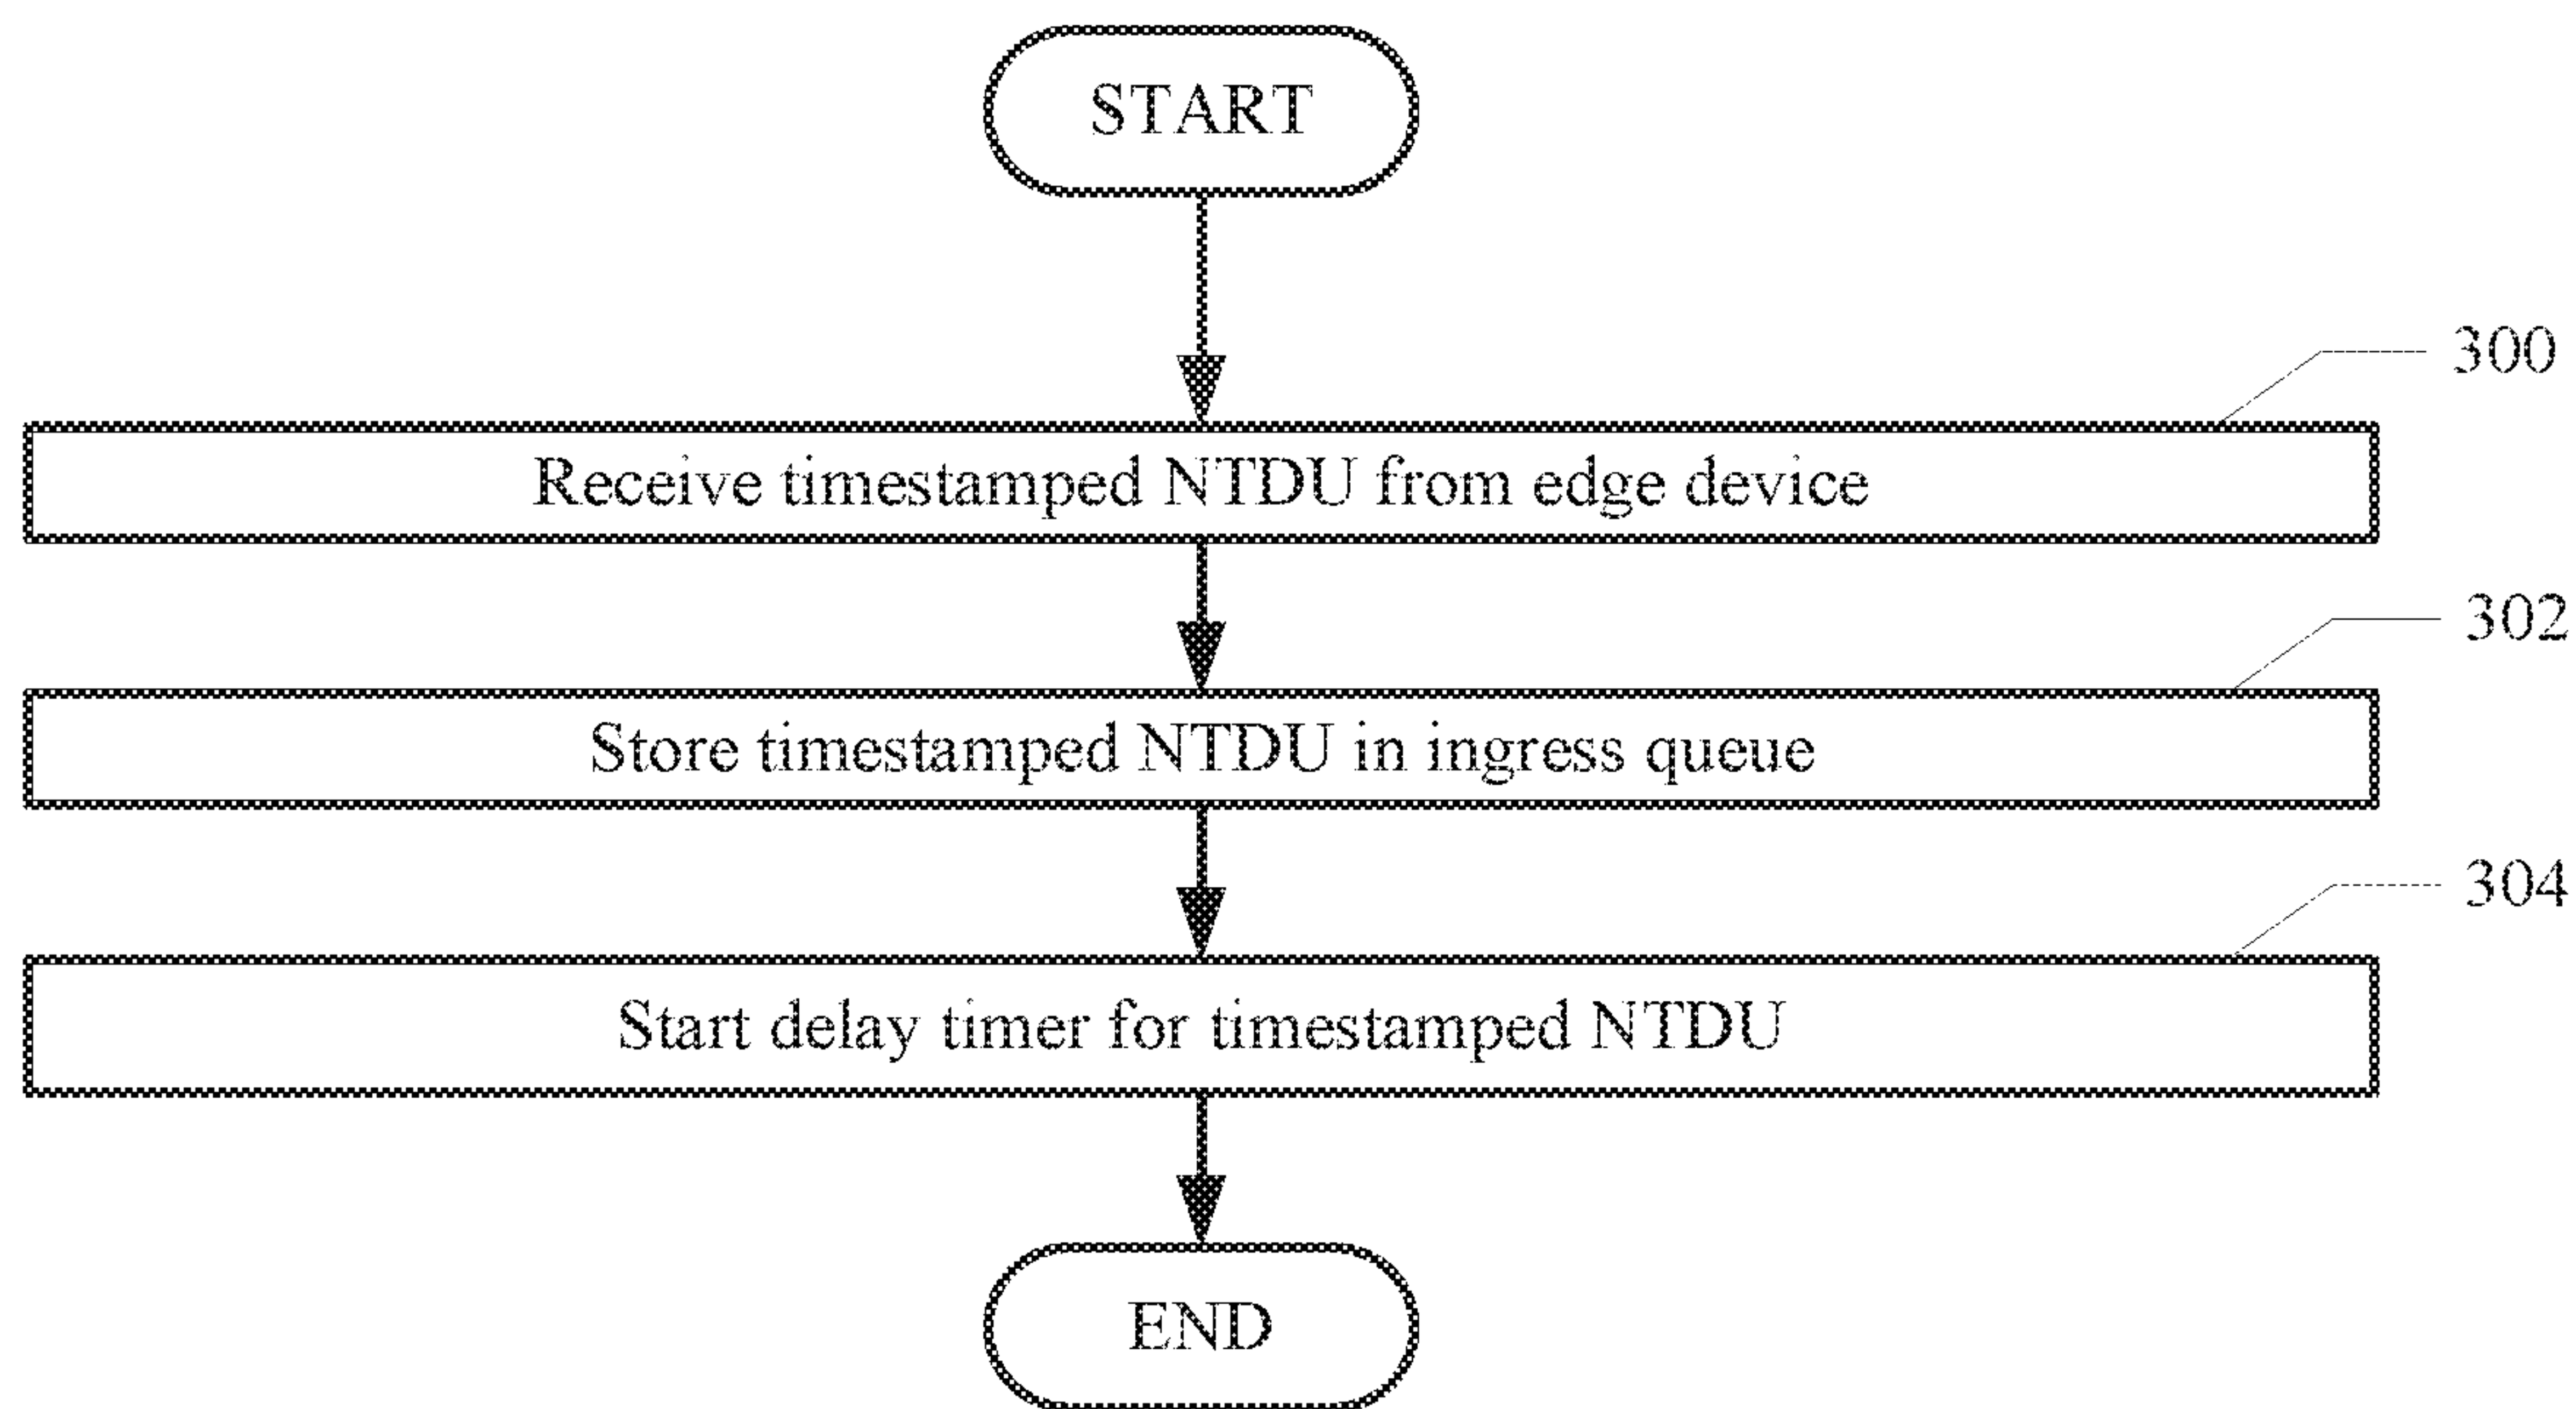 START
300
Receive timestamped NTDU from edge device
302
Store timestamped NTDU in ingress queue
304
Start delay timer for timestamped NTDU
END